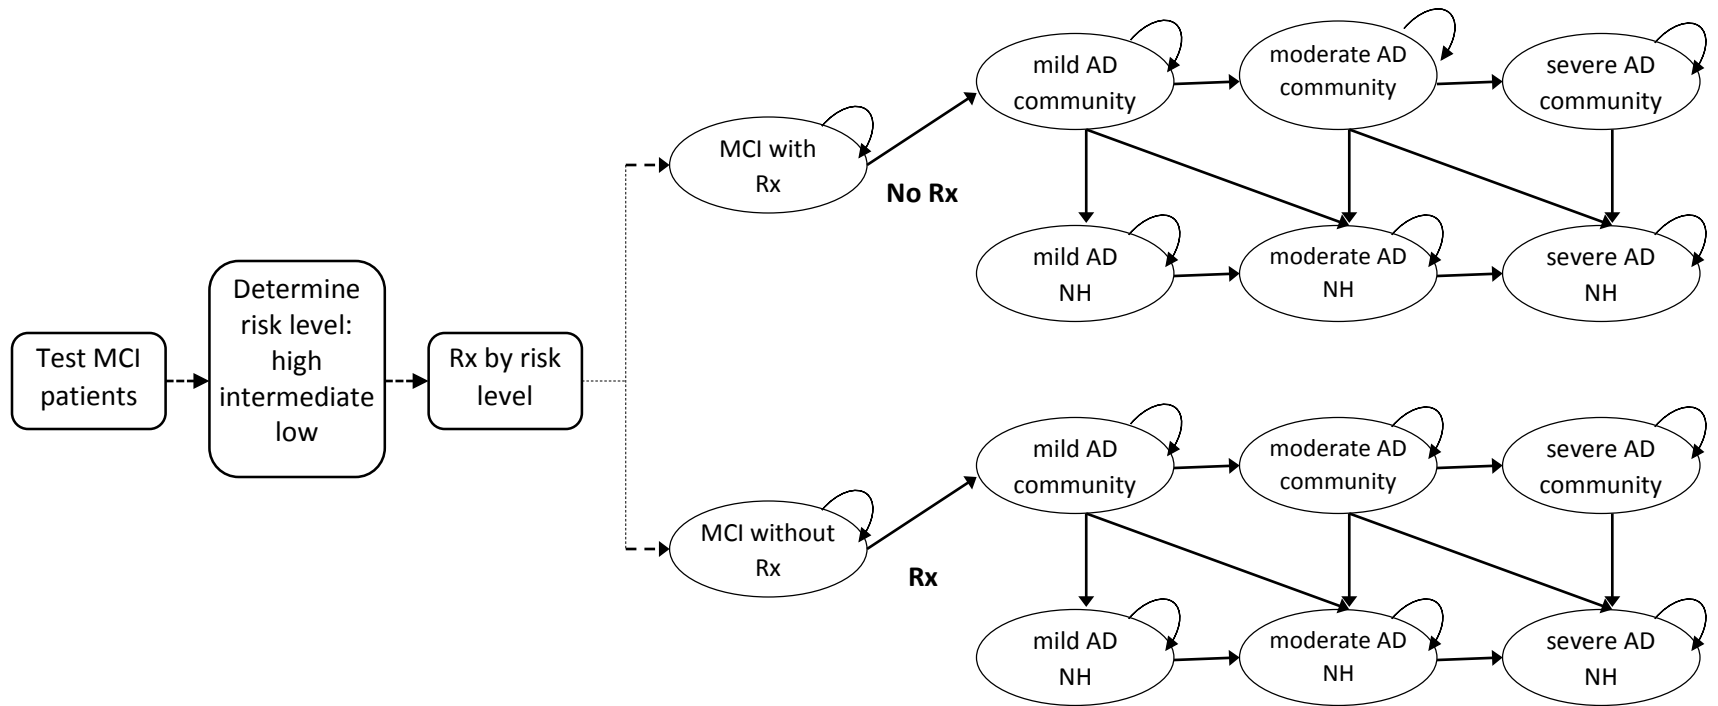 Test MCI
patients
Determine
risk level:
high
intermediate
low
Rx by risk
level
MCI with
Rx
No Rx
mild AD
community
moderate AD
community
severe AD
community
mild AD
NH
moderate AD
NH
severe AD
NH
MCI without
Rx
Rx
mild AD
community
moderate AD
community
severe AD
community
mild AD
NH
moderate AD
NH
severe AD
NH